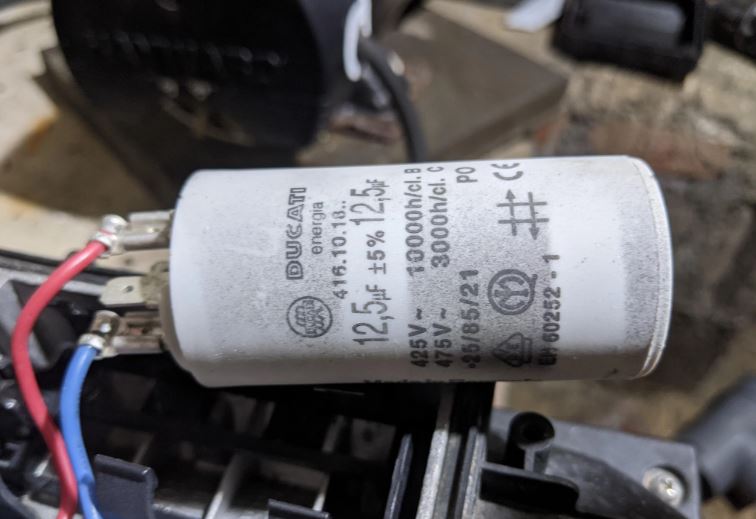 DUCATI
energia
416.10.18..
12,5µF ±5% 12,5µF
425V~ 10000h/cl. B
475V~ 3000h/cl. C
-25/85/21 P0
CE
EN 60252 - 1